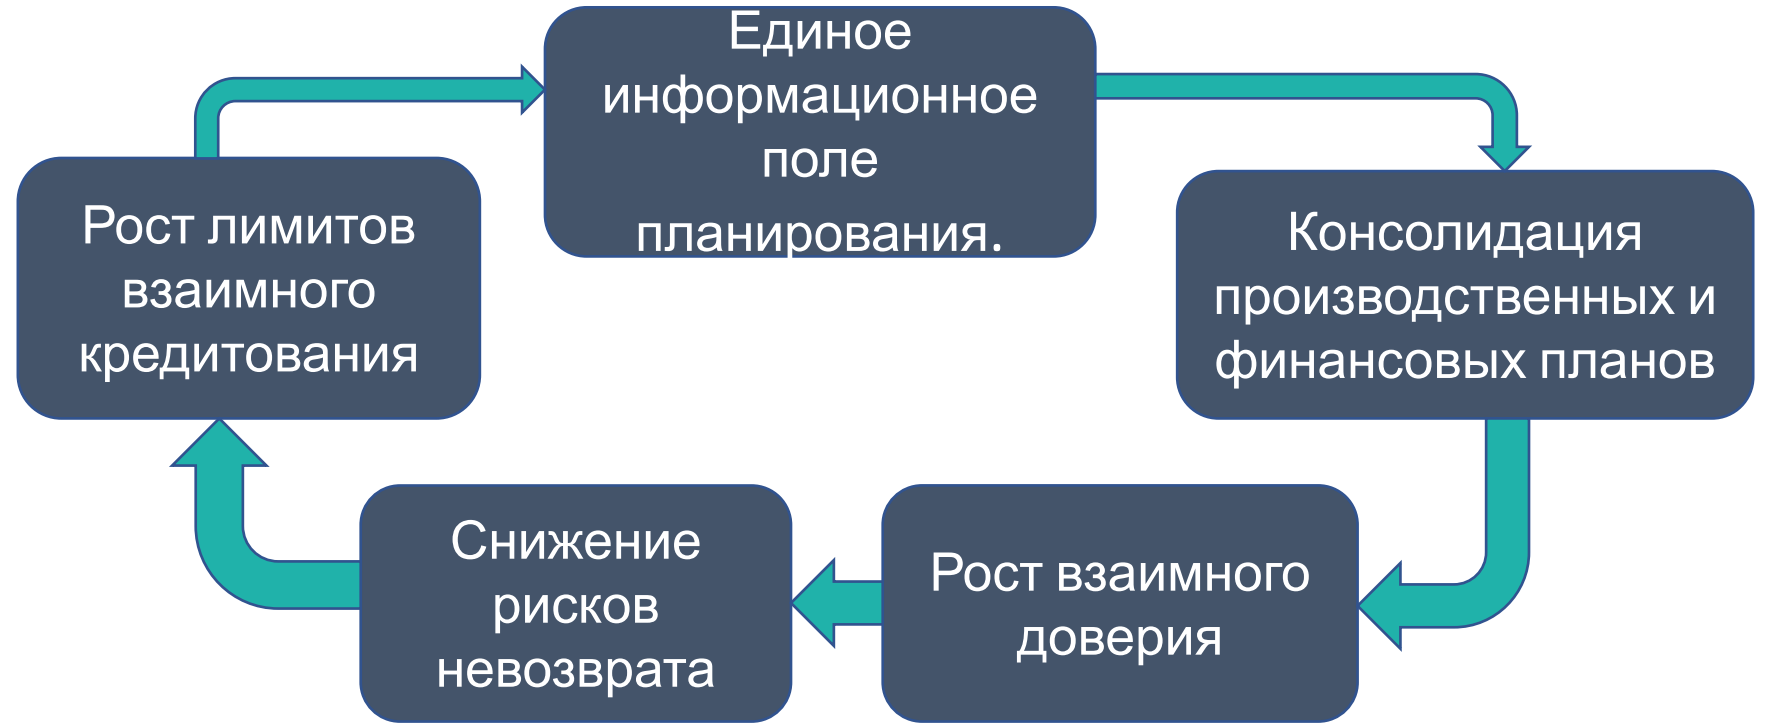 Единое
информационное
поле
планирования.
Консолидация
производственных и
финансовых планов
Рост взаимного
доверия
Снижение
рисков
невозврата
Рост лимитов
взаимного
кредитования